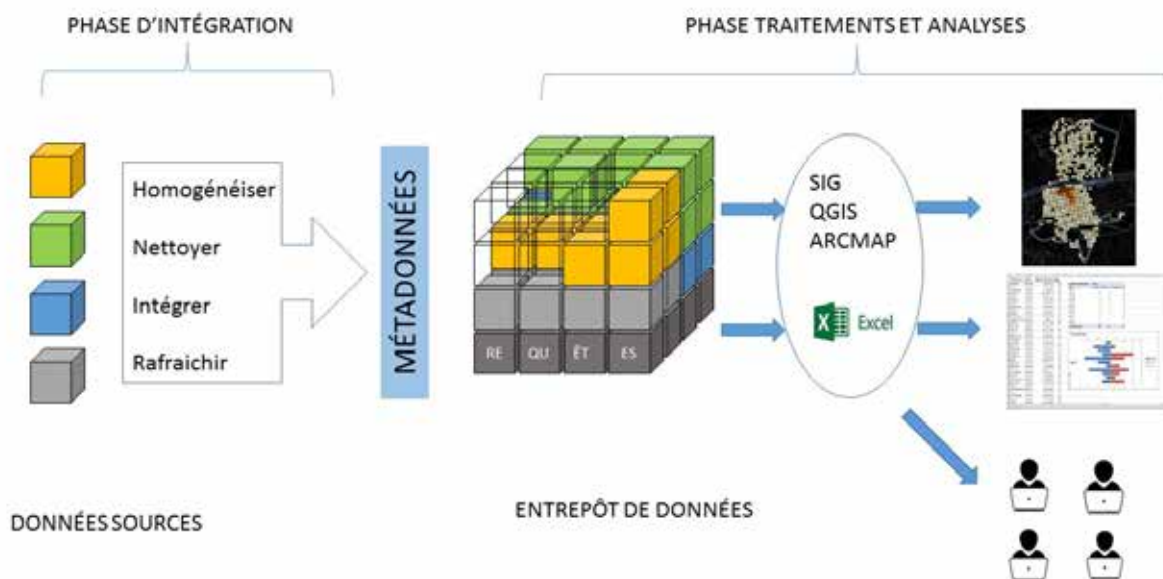 PHASE D'INTÉGRATION
PHASE TRAITEMENTS ET ANALYSES
Homogénéiser
Nettoyer
Intégrer
Rafraichir
MÉTADONNÉES
RE QU ÊT ES
SIG
QGIS
ARCMAP
Excel
DONNÉES SOURCES
ENTREPÔT DE DONNÉES